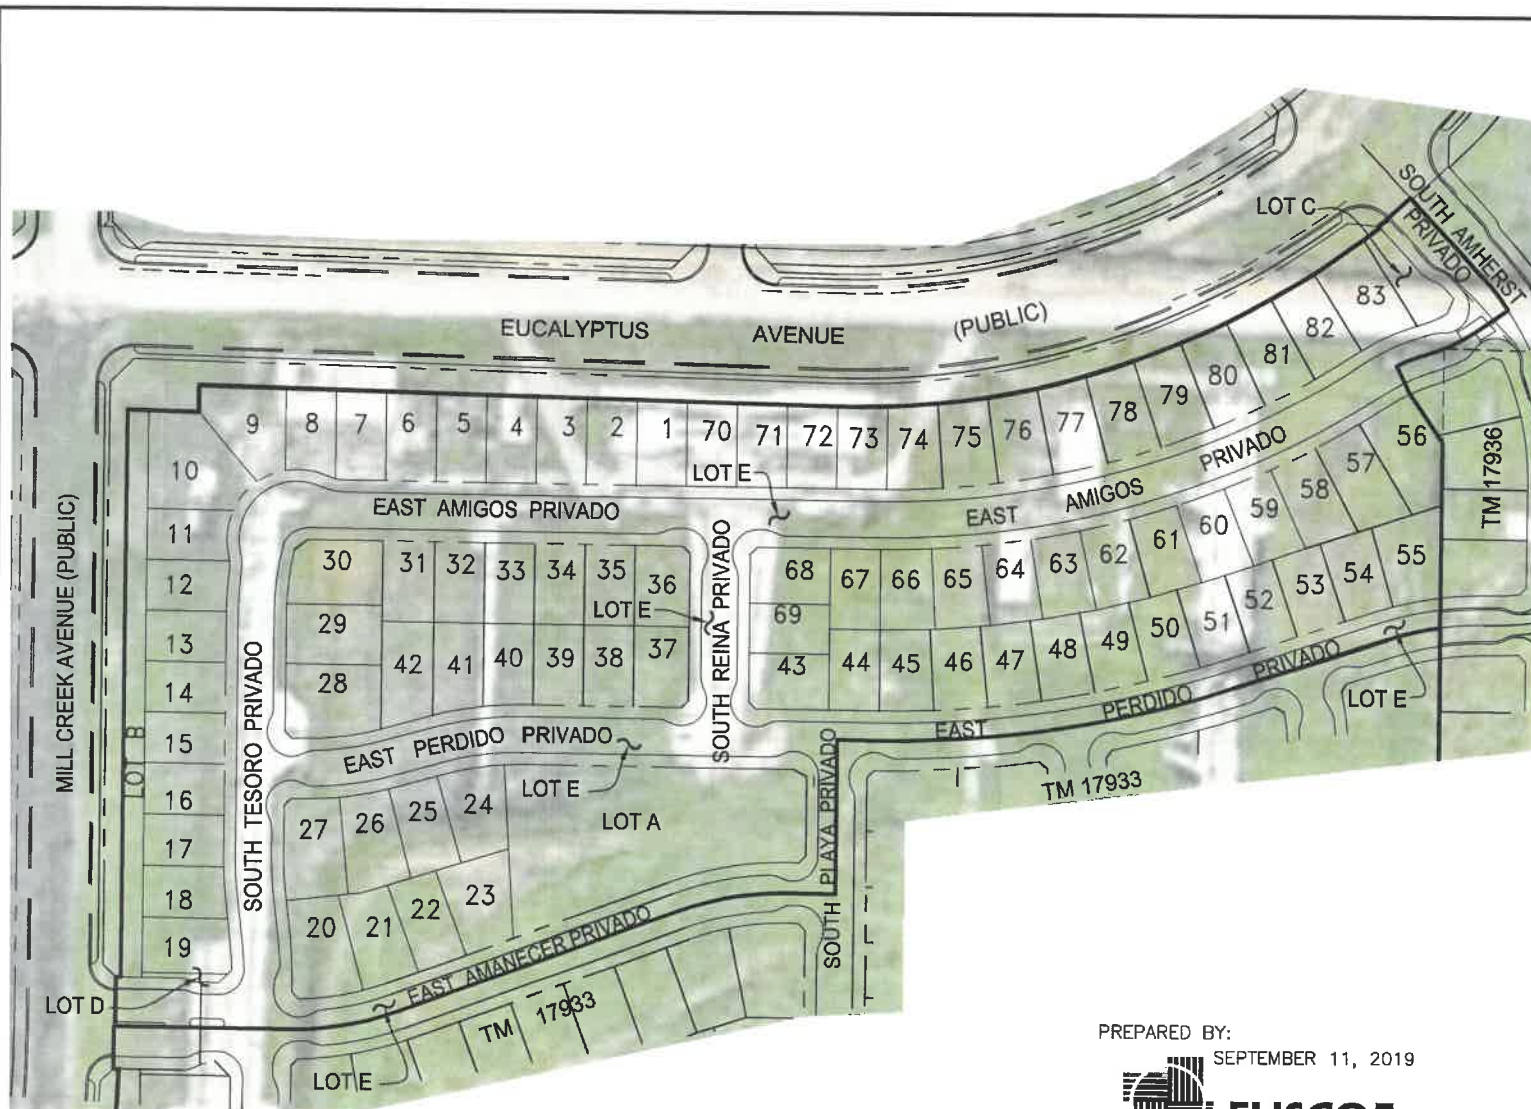 LOT C
SOUTH AMHERST
PRIVADO
83
82
EUCALYPTUS AVENUE (PUBLIC)
81
80
79
78
9 8 7 6 5 4 3 2 1 70 71 72 73 74 75 76 77
56
10
LOT E
PRIVADO
57
TM 17936
EAST AMIGOS PRIVADO
EAST AMIGOS
58
59
60
11
61
62
MILL CREEK AVENUE (PUBLIC)
30 31 32 33 34 35 36
68 67 66 65 64 63
55
54
53
12
LOT E
SOUTH REINA PRIVADO
69
52
51
29
50
13
42 41 40 39 38 37
43 44 45 46 47 48 49
14
28
SOUTH TESORO PRIVADO
PRIVADO
LOT E
15
LOT B
EAST PERDIDO PRIVADO
EAST PERDIDO
SOUTH PLAYA PRIVADO
TM 17933
16
LOT E
27 26 25 24
LOT A
17
18
23
22
21
20
19
EAST AMANECER PRIVADO
LOT D
TM 17933
LOT E
PREPARED BY:
SEPTEMBER 11, 2019
FUSCOE